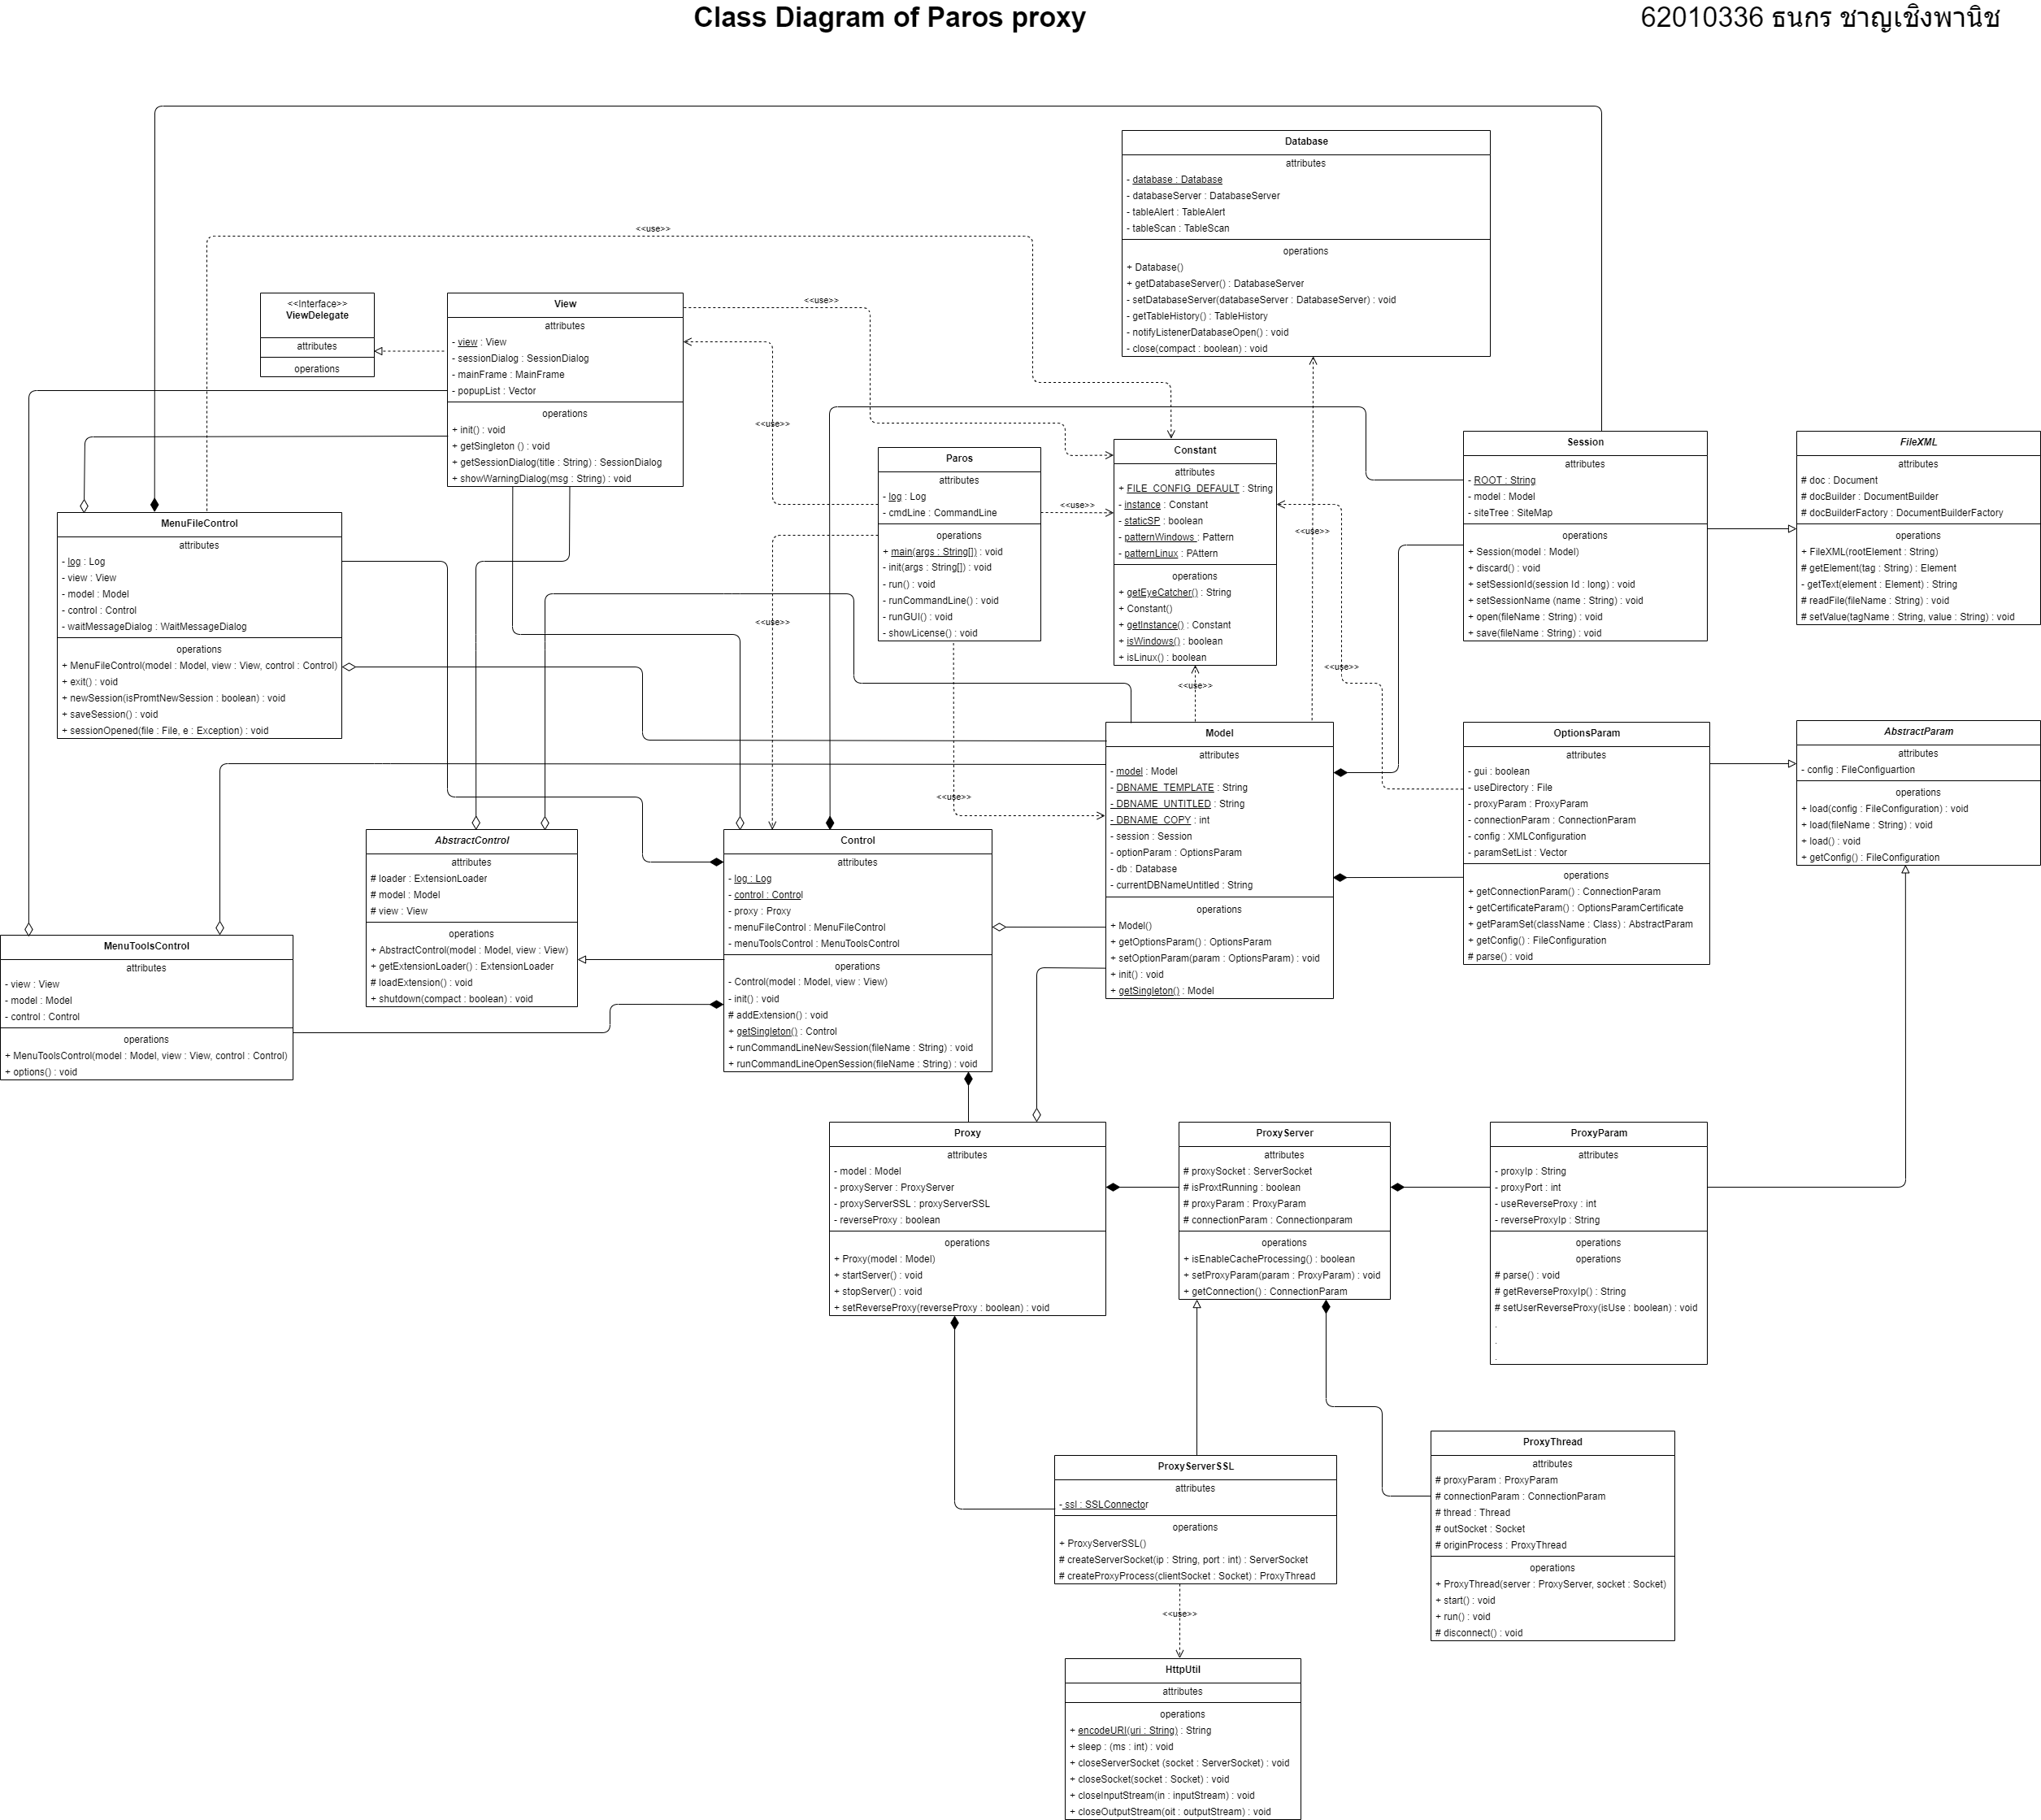 Class Diagram of Paros proxy
62010336 ธนกร ชาญเชิงพานิช
Database
attributes
- database : Database
- databaseServer : DatabaseServer
- tableAlert : TableAlert
- tableScan : TableScan
operations
+ Database()
+ getDatabaseServer() : DatabaseServer
- setDatabaseServer(databaseServer : DatabaseServer) : void
- getTableHistory() : TableHistory
- notifyListenerDatabaseOpen() : void
- close(compact : boolean) : void
<<use>>
<<Interface>>
ViewDelegate
attributes
operations
View
attributes
- view : View
- sessionDialog : SessionDialog
- mainFrame : MainFrame
- popupList : Vector
operations
+ init() : void
+ getSingleton () : void
+ getSessionDialog(title : String) : SessionDialog
+ showWarningDialog(msg : String) : void
<<use>>
<<use>>
Paros
attributes
- log : Log
- cmdLine : CommandLine
operations
+ main(args : String[]) : void
- init(args : String[]) : void
- run() : void
- runCommandLine() : void
- runGUI() : void
- showLicense() : void
<<use>>
<<use>>
Constant
attributes
+ FILE_CONFIG_DEFAULT : String
- instance : Constant
- staticSP : boolean
- patternWindows : Pattern
- patternLinux : PAttern
operations
+ getEyeCatcher() : String
+ Constant()
+ getInstance() : Constant
+ isWindows() : boolean
+ isLinux() : boolean
<<use>>
<<use>>
<<use>>
Session
attributes
- ROOT : String
- model : Model
- siteTree : SiteMap
operations
+ Session(model : Model)
+ discard() : void
+ setSessionId(session Id : long) : void
+ setSessionName (name : String) : void
+ open(fileName : String) : void
+ save(fileName : String) : void
FileXML
attributes
# doc : Document
# docBuilder : DocumentBuilder
# docBuilderFactory : DocumentBuilderFactory
operations
+ FileXML(rootElement : String)
# getElement(tag : String) : Element
- getText(element : Element) : String
# readFile(fileName : String) : void
# setValue(tagName : String, value : String) : void
MenuFileControl
attributes
- log : Log
- view : View
- model : Model
- control : Control
- waitMessageDialog : WaitMessageDialog
operations
+ MenuFileControl(model : Model, view : View, control : Control)
+ exit() : void
+ newSession(isPromtNewSession : boolean) : void
+ saveSession() : void
+ sessionOpened(file : File, e : Exception) : void
Model
attributes
- model : Model
- DBNAME_TEMPLATE : String
- DBNAME_UNTITLED : String
- DBNAME_COPY : int
- session : Session
- optionParam : OptionsParam
- db : Database
- currentDBNameUntitled : String
operations
+ Model()
+ getOptionsParam() : OptionsParam
+ setOptionParam(param : OptionsParam) : void
+ init() : void
+ getSingleton() : Model
<<use>>
OptionsParam
attributes
- gui : boolean
- useDirectory : File
- proxyParam : ProxyParam
- connectionParam : ConnectionParam
- config : XMLConfiguration
- paramSetList : Vector
operations
+ getConnectionParam() : ConnectionParam
+ getCertificateParam() : OptionsParamCertificate
+ getParamSet(className : Class) : AbstractParam
+ getConfig() : FileConfiguration
# parse() : void
AbstractParam
attributes
- config : FileConfiguartion
operations
+ load(config : FileConfiguration) : void
+ load(fileName : String) : void
+ load() : void
+ getConfig() : FileConfiguration
AbstractControl
attributes
# loader : ExtensionLoader
# model : Model
# view : View
operations
+ AbstractControl(model : Model, view : View)
+ getExtensionLoader() : ExtensionLoader
# loadExtension() : void
+ shutdown(compact : boolean) : void
Control
attributes
- log : Log
- control : Control
- proxy : Proxy
- menuFileControl : MenuFileControl
- menuToolsControl : MenuToolsControl
operations
- Control(model : Model, view : View)
- init() : void
# addExtension() : void
+ getSingleton() : Control
+ runCommandLineNewSession(fileName : String) : void
+ runCommandLineOpenSession(fileName : String) : void
MenuToolsControl
attributes
- view : View
- model : Model
- control : Control
operations
+ MenuToolsControl(model : Model, view : View, control : Control)
+ options() : void
Proxy
attributes
- model : Model
- proxyServer : ProxyServer
- proxyServerSSL : proxyServerSSL
- reverseProxy : boolean
operations
+ Proxy(model : Model)
+ startServer() : void
+ stopServer() : void
+ setReverseProxy(reverseProxy : boolean) : void
ProxyServer
attributes
# proxySocket : ServerSocket
# isProxtRunning : boolean
# proxyParam : ProxyParam
# connectionParam : Connectionparam
operations
+ isEnableCacheProcessing() : boolean
+ setProxyParam(param : ProxyParam) : void
+ getConnection() : ConnectionParam
ProxyParam
attributes
- proxyIp : String
- proxyPort : int
- useReverseProxy : int
- reverseProxyIp : String
operations
operations
# parse() : void
# getReverseProxyIp() : String
# setUserReverseProxy(isUse : boolean) : void
.
.
.
ProxyThread
attributes
# proxyParam : ProxyParam
# connectionParam : ConnectionParam
# thread : Thread
# outSocket : Socket
# originProcess : ProxyThread
operations
+ ProxyThread(server : ProxyServer, socket : Socket)
+ start() : void
+ run() : void
# disconnect() : void
ProxyServerSSL
attributes
- ssl : SSLConnector
operations
+ ProxyServerSSL()
# createServerSocket(ip : String, port : int) : ServerSocket
# createProxyProcess(clientSocket : Socket) : ProxyThread
<<use>>
HttpUtil
attributes
operations
+ encodeURI(uri : String) : String
+ sleep : (ms : int) : void
+ closeServerSocket (socket : ServerSocket) : void
+ closeSocket(socket : Socket) : void
+ closeInputStream(in : inputStream) : void
+ closeOutputStream(oit : outputStream) : void